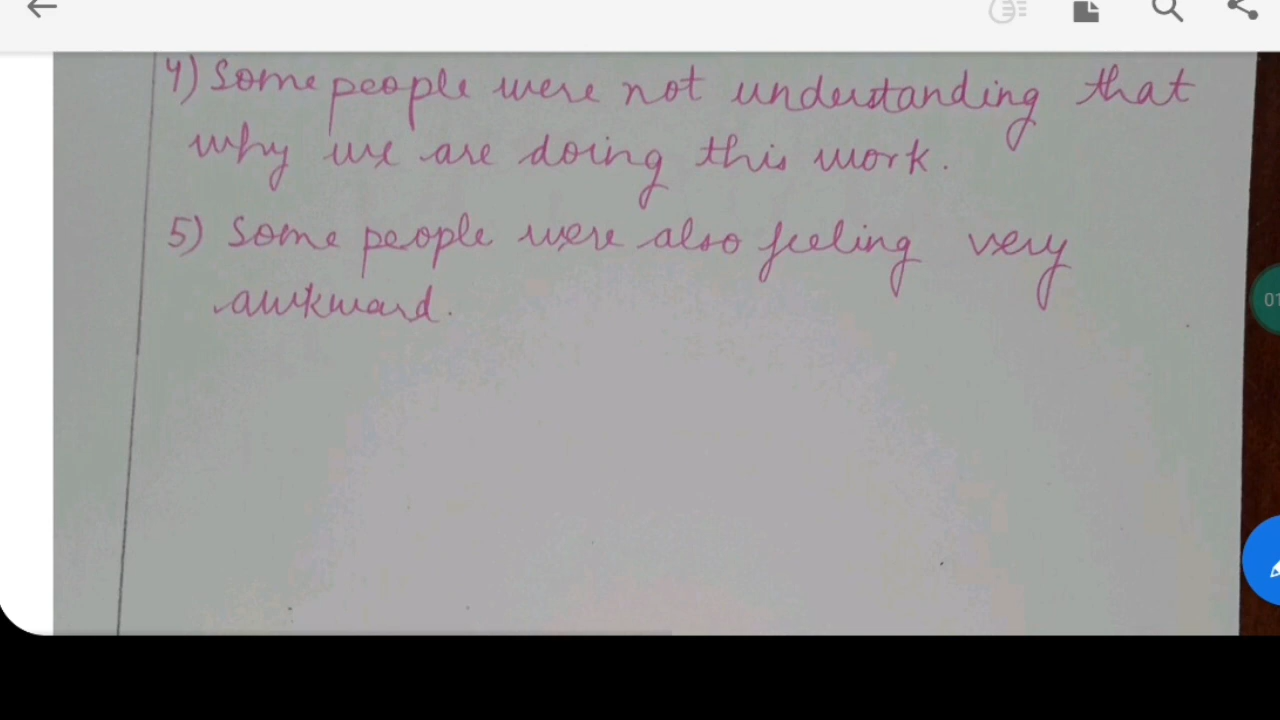 4) Some people were not understanding that
why we are doing this work.
5) Some people were also feeling very
awkward.
01